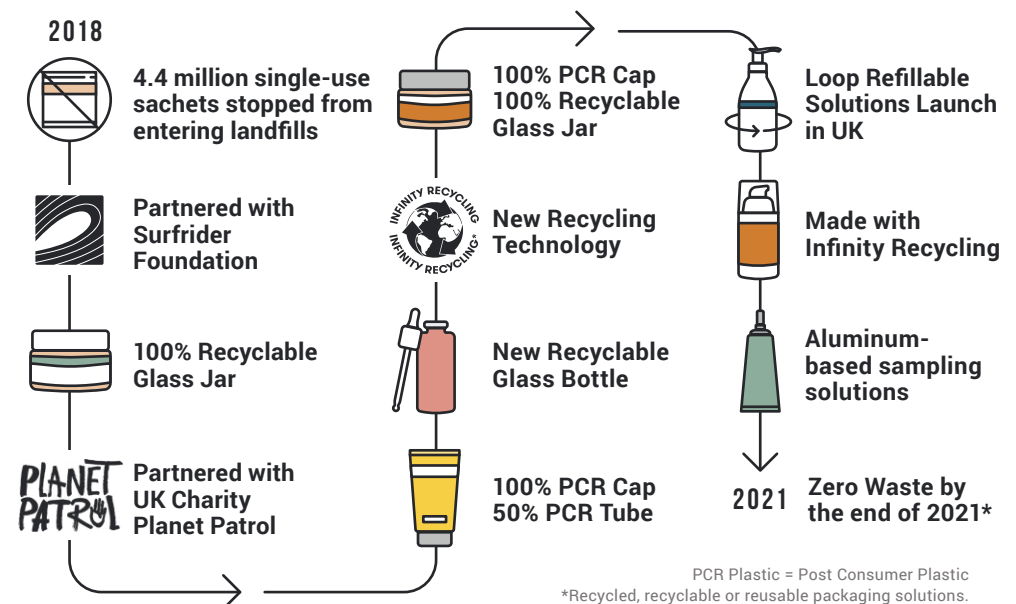 2018
4.4 million single-use
sachets stopped from
entering landfills
Partnered with
Surfrider
Foundation
100% Recyclable
Glass Jar
PLANET
PATROL
Partnered with
UK Charity
Planet Patrol
100% PCR Cap
50% PCR Tube
New Recyclable
Glass Bottle
INFINITY RECYCLING
INFINITY RECYCLING*
New Recycling
Technology
100% PCR Cap
100% Recyclable
Glass Jar
Loop Refillable
Solutions Launch
in UK
Made with
Infinity Recycling
Aluminum-
based sampling
solutions
2021
Zero Waste by
the end of 2021*
PCR Plastic = Post Consumer Plastic
*Recycled, recyclable or reusable packaging solutions.